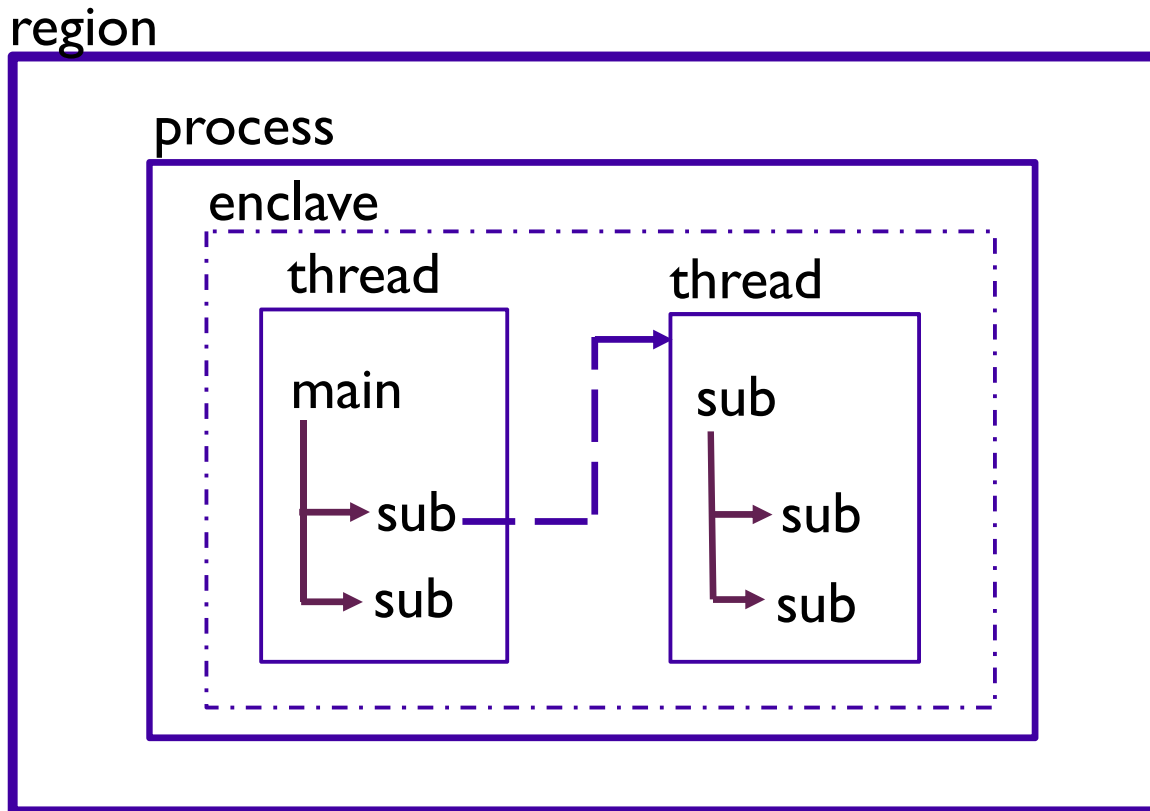 region
process
enclave
thread
thread
main
sub
sub
sub
sub
sub